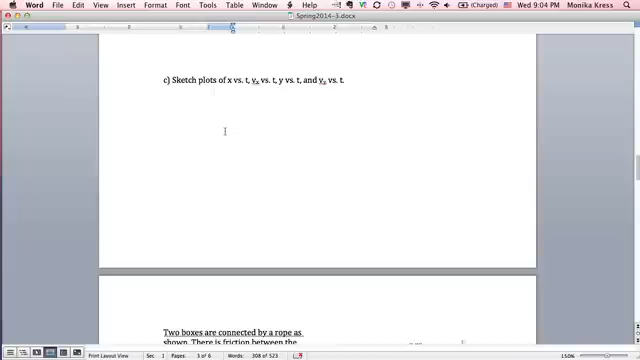 Word File Edit View Insert Format Font Tools Table Window Help (Charged) Wed 9:04 PM Monika Kress
Spring2014-3.docx
c) Sketch plots of x vs. t, vx vs. t, y vs. t, and vy vs. t.
Two boxes are connected by a rope as
shown. There is friction between the
Print Layout View Sec 1 Pages: 3 of 6 Words: 308 of 523 150%